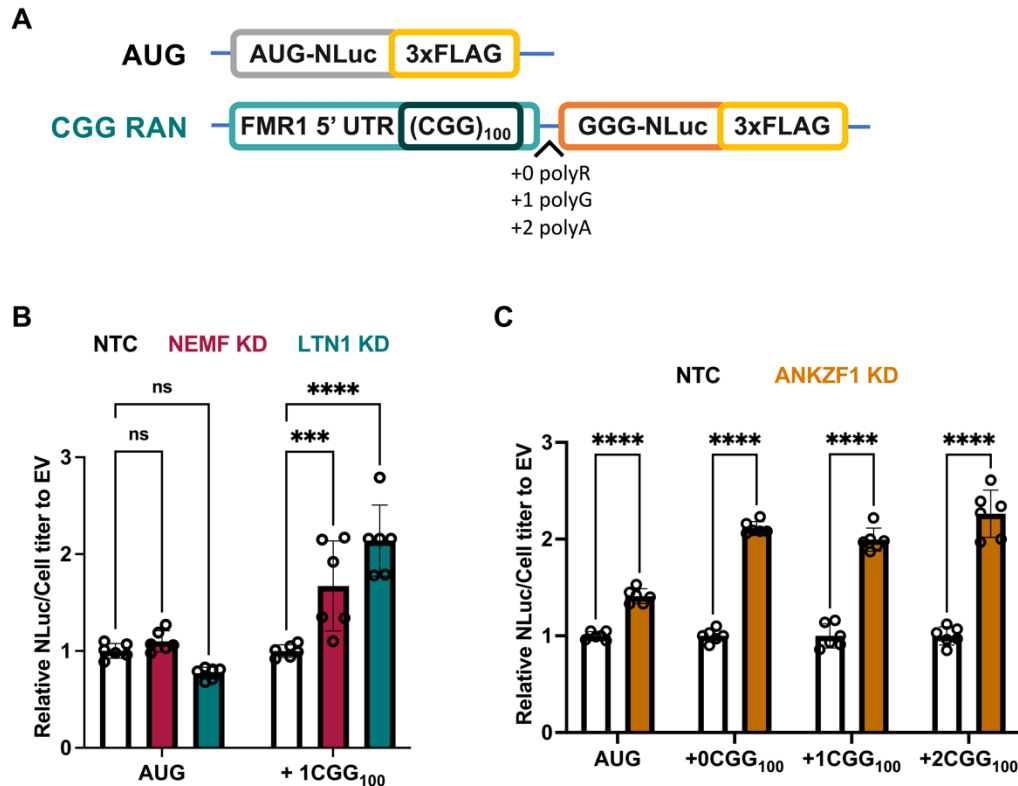 A
AUG AUG-NLuc 3xFLAG
CGG RAN FMR1 5' UTR (CGG)100 GGG-NLuc 3xFLAG
+0 polyR
+1 polyG
+2 polyA
B
NTC NEMF KD LTN1 KD
Relative NLuc/Cell titer to EV
ns
ns
****
***
3
2
1
0
AUG + 1CGG100
C
NTC ANKZF1 KD
Relative NLuc/Cell titer to EV
**** **** **** ****
3
2
1
0
AUG +0CGG100 +1CGG100 +2CGG100